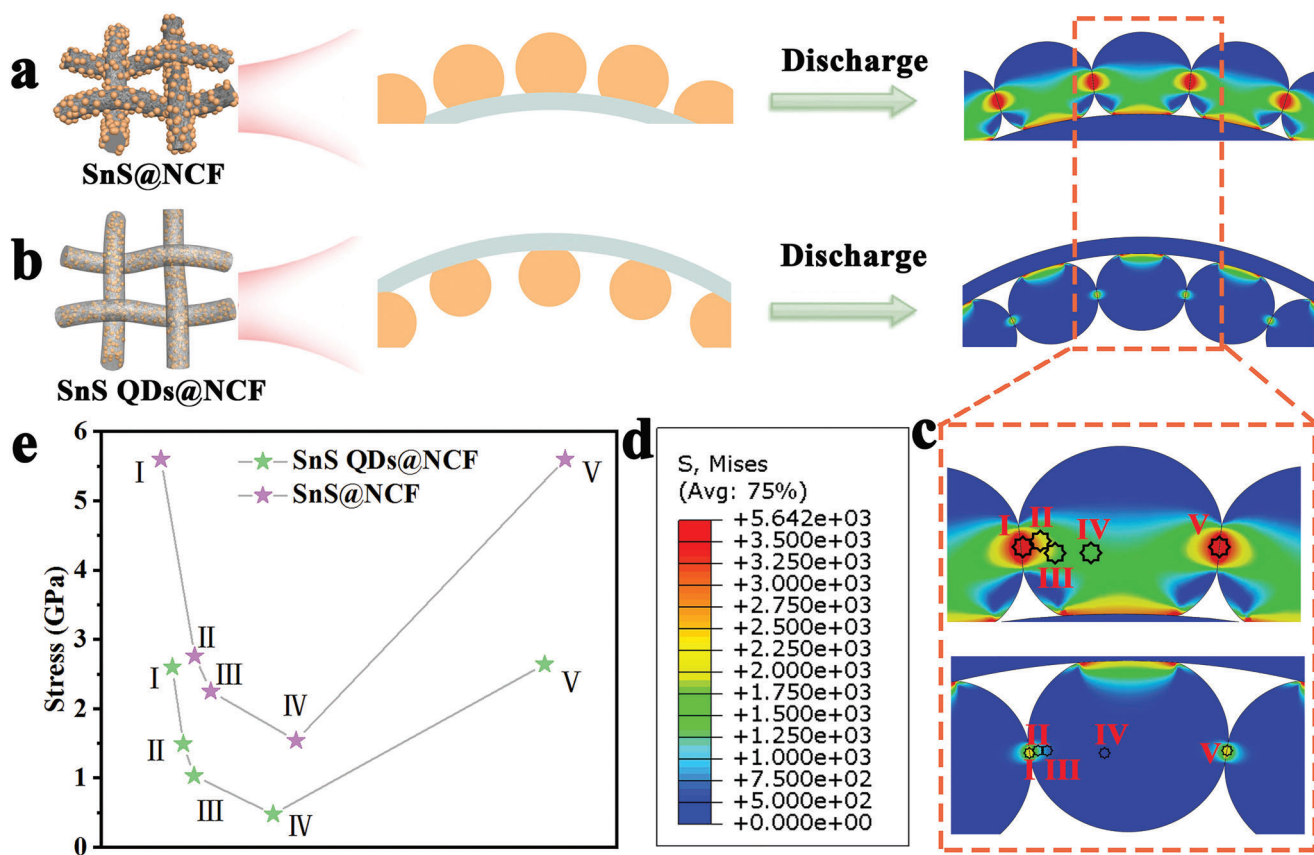 a
SnS@NCF
Discharge
b
SnS QDs@NCF
Discharge
e
Stress (GPa)
6
5
4
3
2
1
0
SnS QDs@NCF
SnS@NCF
I
II
III
IV
V
I
II
III
IV
V
d
S, Mises
(Avg: 75%)
+5.642e+03
+3.500e+03
+3.250e+03
+3.000e+03
+2.750e+03
+2.500e+03
+2.000e+03
+1.750e+03
+1.500e+03
+1.250e+03
+1.000e+03
+7.500e+02
+5.000e+02
+0.000e+00
c
I
II
III
IV
V
I
II
III
IV
V